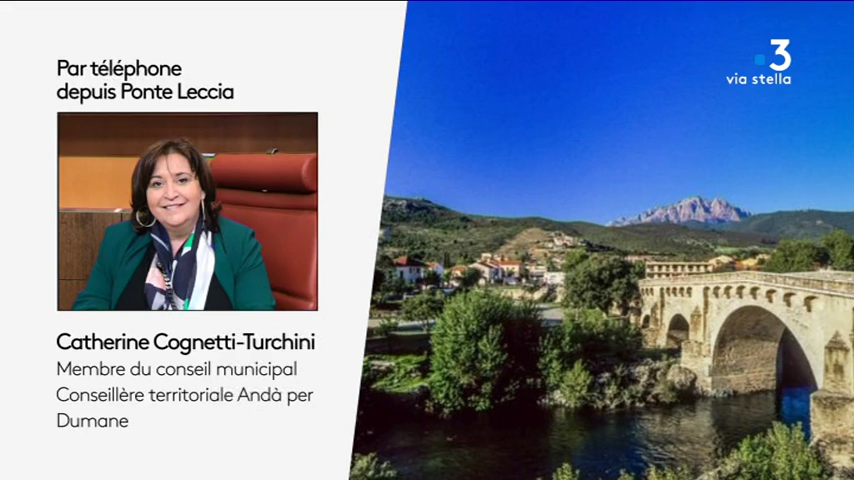 Par téléphone
depuis Ponte Leccia
3
via stella
Catherine Cognetti-Turchini
Membre du conseil municipal
Conseillère territoriale Andà per
Dumane